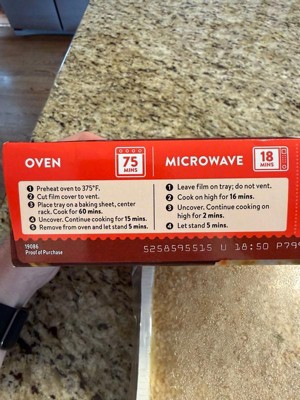 OVEN
75
MINS
1 Preheat oven to 375°F.
2 Cut film cover to vent.
3 Place tray on a baking sheet, center
rack. Cook for 60 mins.
4 Uncover. Continue cooking for 15 mins.
5 Remove from oven and let stand 5 mins.
MICROWAVE
18
MINS
1 Leave film on tray; do not vent.
2 Cook on high for 16 mins.
3 Uncover. Continue cooking on
high for 2 mins.
4 Let stand 5 mins.
19086
Proof of Purchase
5258595515 U 18:50 P79